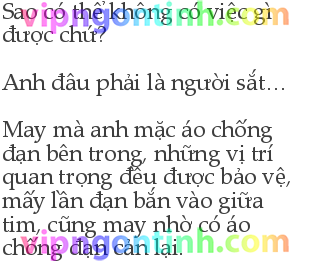 Sao có thể không có việc gì
được chứ?
Anh đâu phải là người sắt...
May mà anh mặc áo chống
đạn bên trong, những vị trí
quan trọng đều được bảo vệ,
mấy lần đạn bắn vào giữa
tim, cũng may nhờ có áo
chống đạn cản lại.
vipngontinh.com
vipngontinh.com